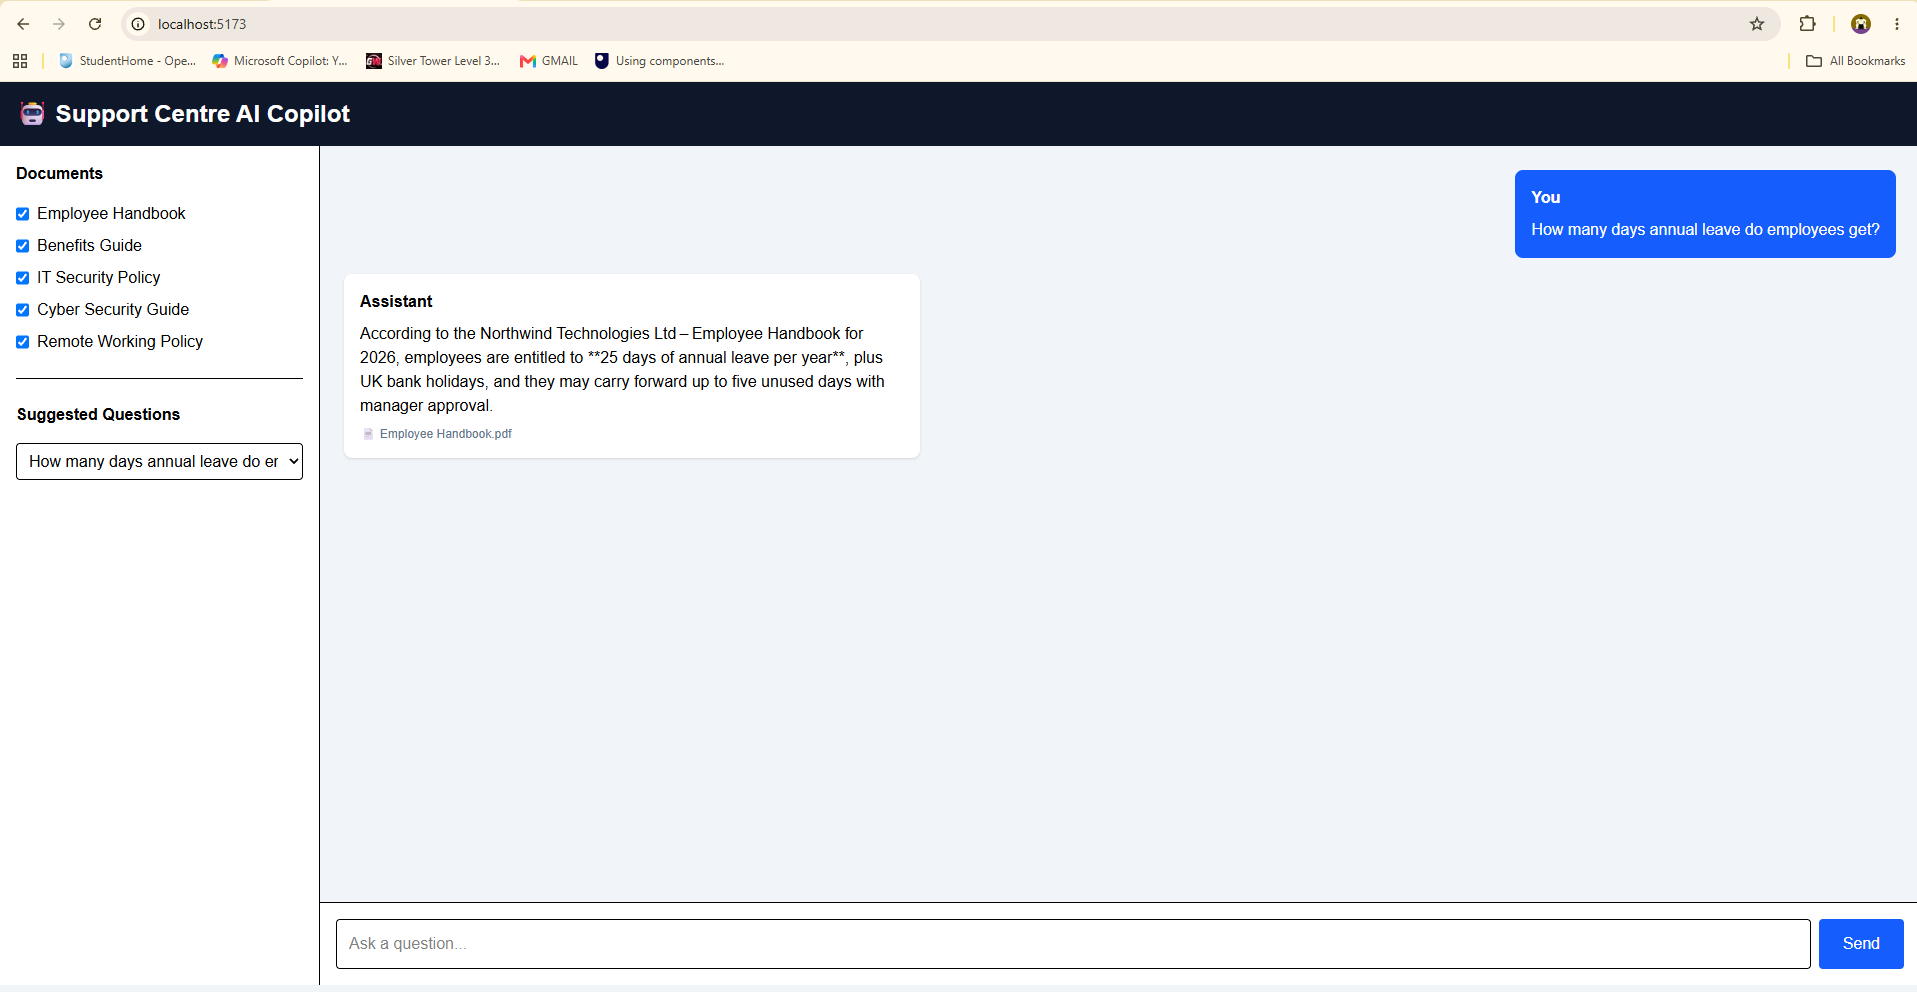 localhost:5173
StudentHome - Ope...
Microsoft Copilot: Y...
Silver Tower Level 3...
GMAIL
Using components...
All Bookmarks
Support Centre AI Copilot
Documents
Employee Handbook
Benefits Guide
IT Security Policy
Cyber Security Guide
Remote Working Policy
Suggested Questions
How many days annual leave do er
You
How many days annual leave do employees get?
Assistant
According to the Northwind Technologies Ltd – Employee Handbook for
2026, employees are entitled to **25 days of annual leave per year**, plus
UK bank holidays, and they may carry forward up to five unused days with
manager approval.
Employee Handbook.pdf
Ask a question...
Send